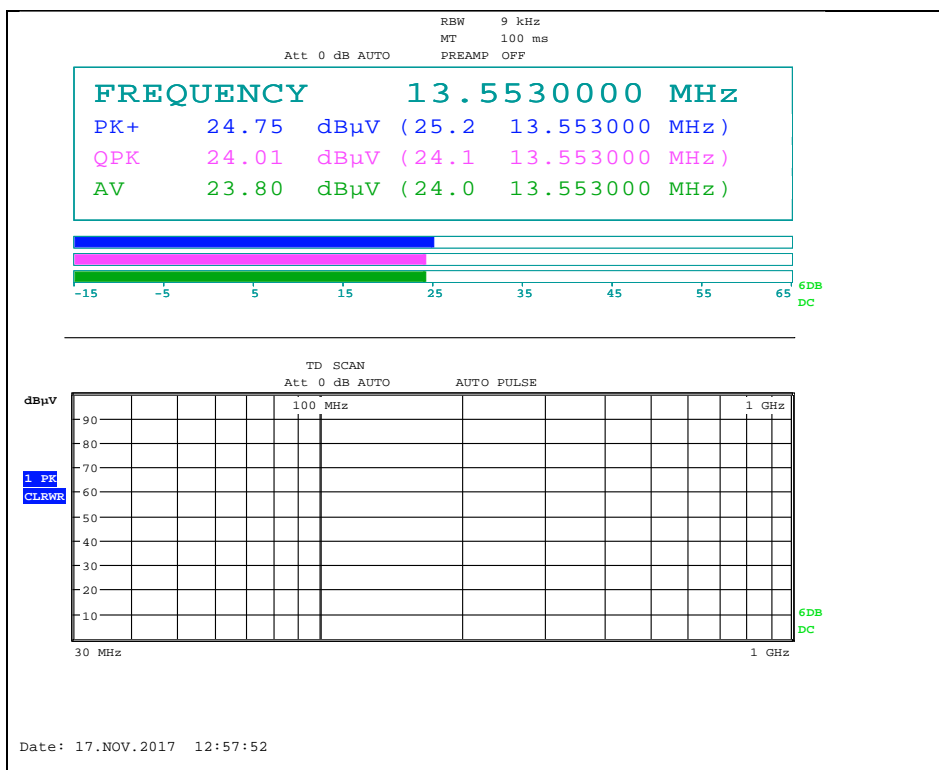 RBW 9 kHz
MT 100 ms
Att 0 dB AUTO PREAMP OFF
FREQUENCY 13.5530000 MHz
PK+ 24.75 dBµV (25.2 13.553000 MHz)
QPK 24.01 dBµV (24.1 13.553000 MHz)
AV 23.80 dBµV (24.0 13.553000 MHz)
-15 -5 5 15 25 35 45 55 65
6DB
DC
TD SCAN
Att 0 dB AUTO AUTO PULSE
dBµV
100 MHz 1 GHz
90
80
70
1 PK
CLRWR
60
50
40
30
20
10
6DB
DC
30 MHz 1 GHz
Date: 17.NOV.2017 12:57:52